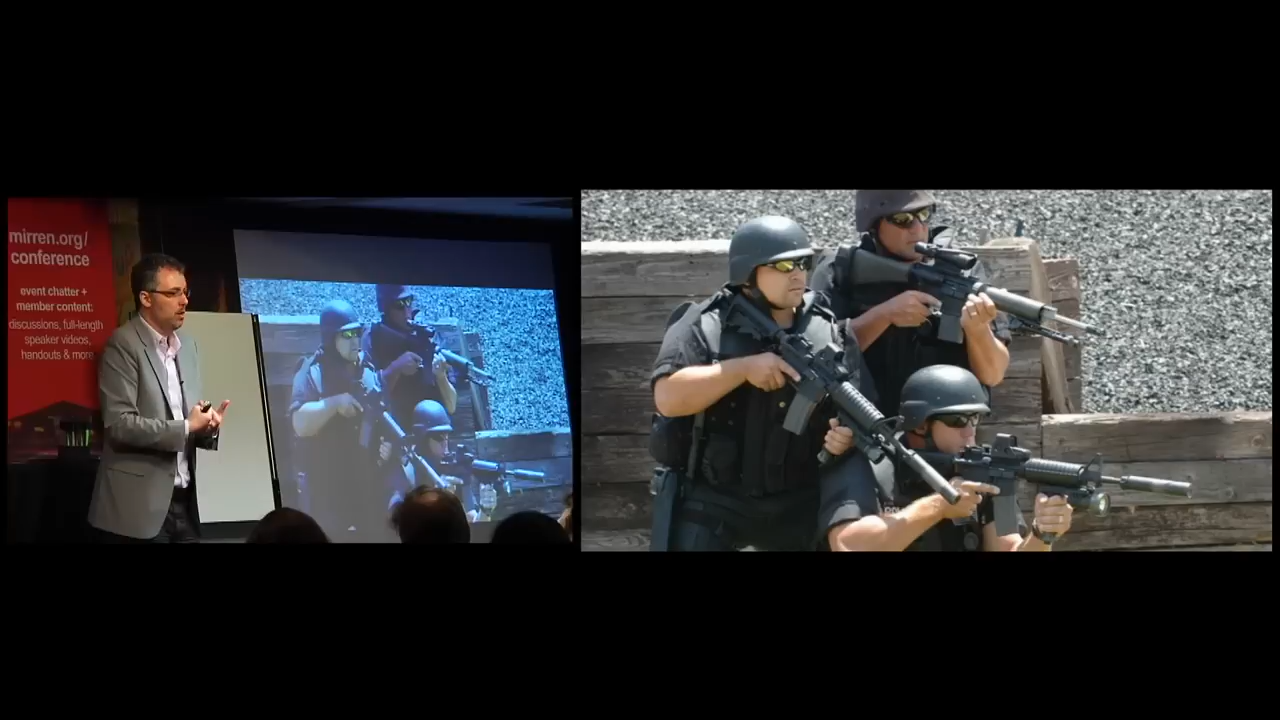 mirren.org/
conference
event chatter +
member content:
discussions, full-length
speaker videos,
handouts & more